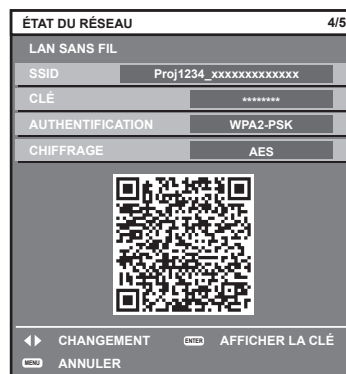 ÉTAT DU RÉSEAU 4/5
LAN SANS FIL
SSID Proj1234_xxxxxxxxxxxxx
CLÉ ********
AUTHENTIFICATION WPA2-PSK
CHIFFRAGE AES
CHANGEMENT ENTER AFFICHER LA CLÉ
MENU ANNULER